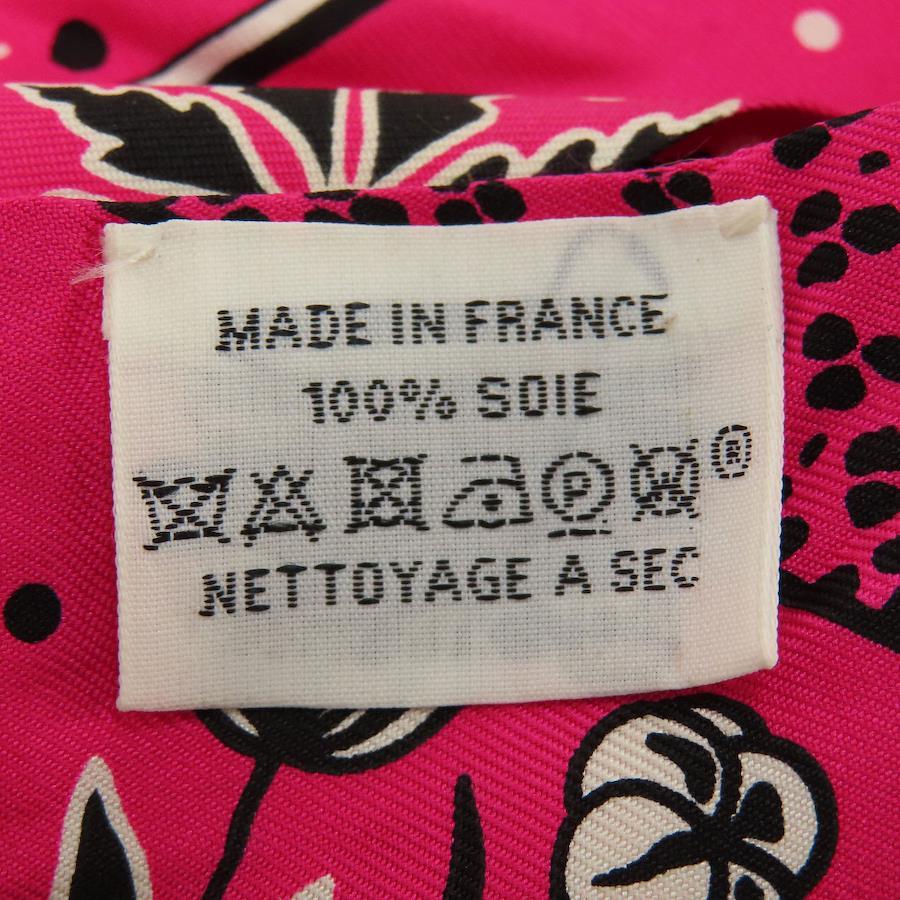 MADE IN FRANCE
100% SOIE
P ®
NETTOYAGE A SEC